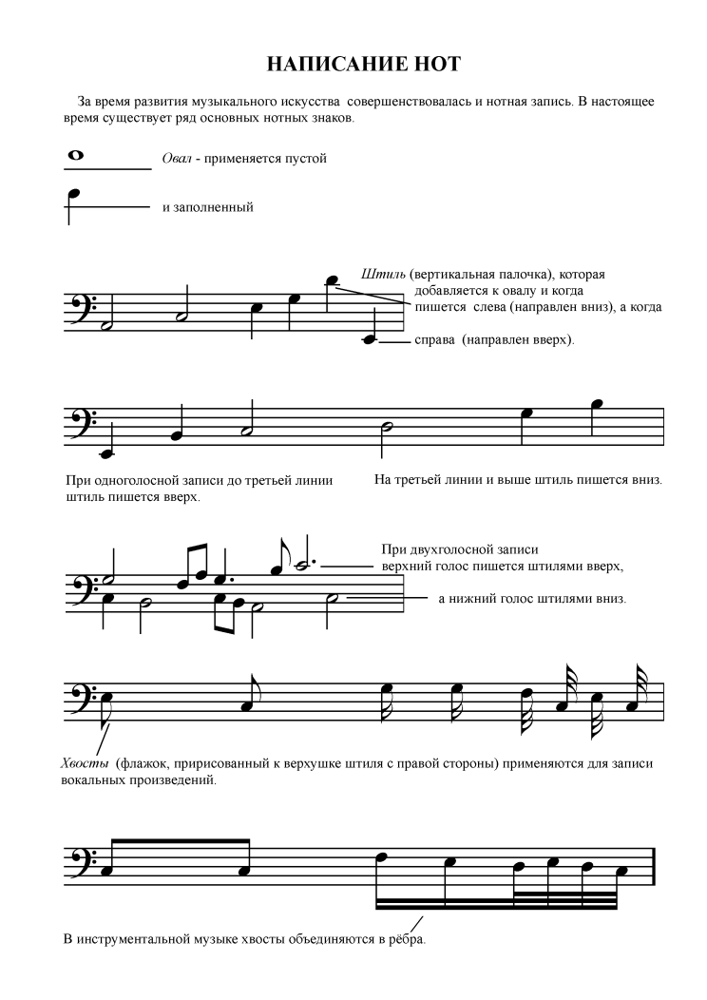 НАПИСАНИЕ НОТ
За время развития музыкального искусства совершенствовалась и нотная запись. В настоящее
время существует ряд основных нотных знаков.
Овал - применяется пустой
и заполненный
Штиль (вертикальная палочка), которая
добавляется к овалу и когда
пишется слева (направлен вниз), а когда
справа (направлен вверх).
При одноголосной записи до третьей линии
штиль пишется вверх.
На третьей линии и выше штиль пишется вниз.
При двухголосной записи
верхний голос пишется штилями вверх,
а нижний голос штилями вниз.
Хвосты (флажок, пририсованный к верхушке штиля с правой стороны) применяются для записи
вокальных произведений.
В инструментальной музыке хвосты объединяются в рёбра.